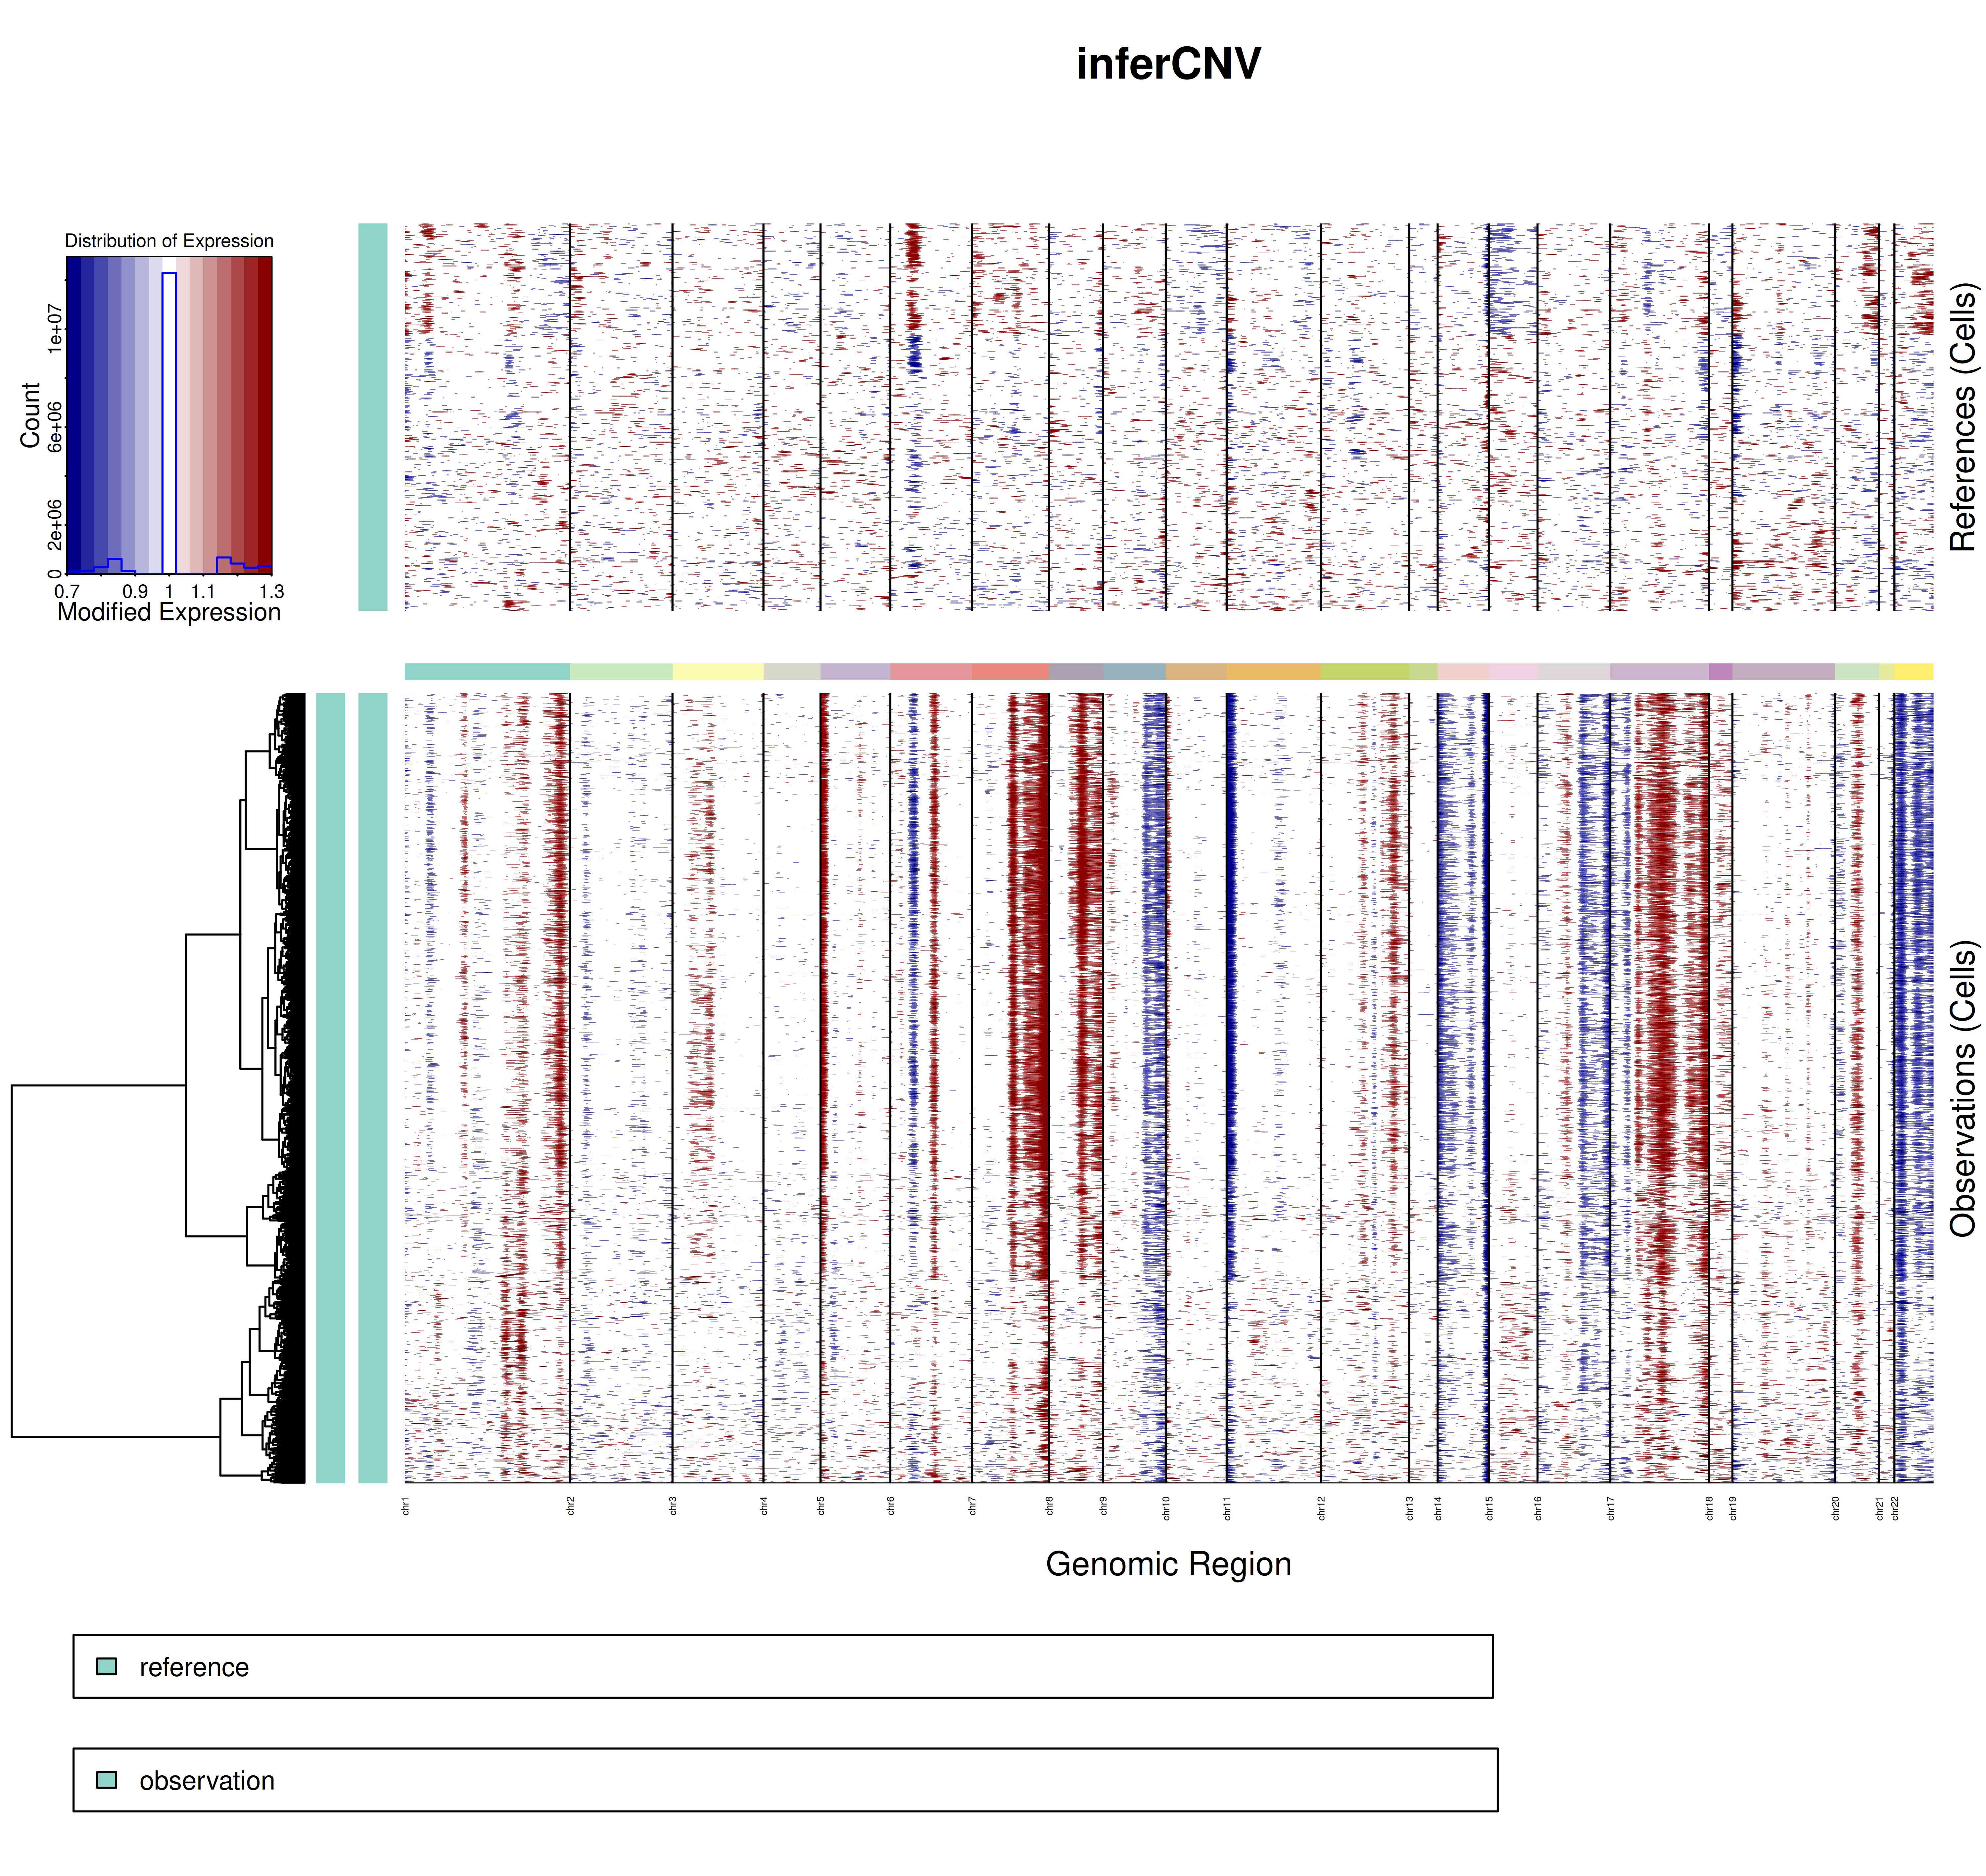 inferCNV
Distribution of Expression
Count
0 2e+06 6e+06 1e+07
0.7 0.9 1 1.1 1.3
Modified Expression
References (Cells)
Observations (Cells)
chr1 chr2 chr3 chr4 chr5 chr6 chr7 chr8 chr9 chr10 chr11 chr12 chr13 chr14 chr15 chr16 chr17 chr18 chr19 chr20 chr21 chr22
Genomic Region
reference
observation